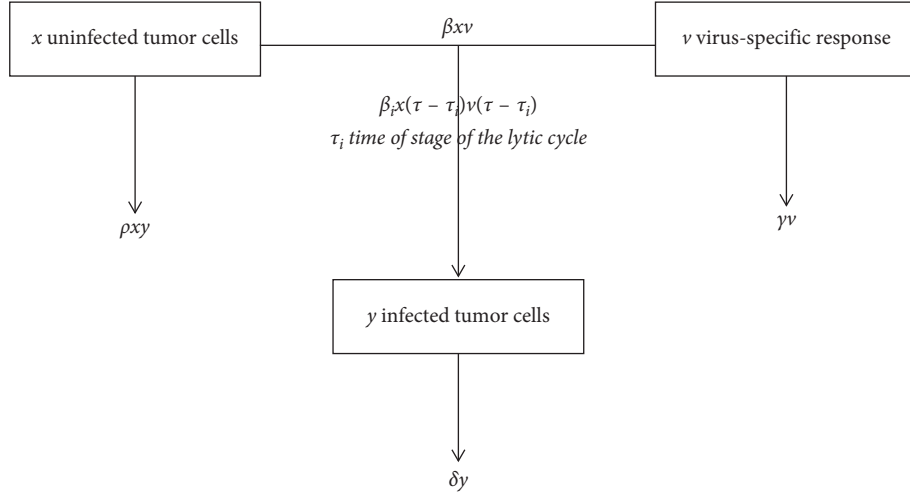 βxv
x uninfected tumor cells
v virus-specific response
βᵢx(τ – τᵢ)v(τ – τᵢ)
τᵢ time of stage of the lytic cycle
ρxy
γv
y infected tumor cells
δy